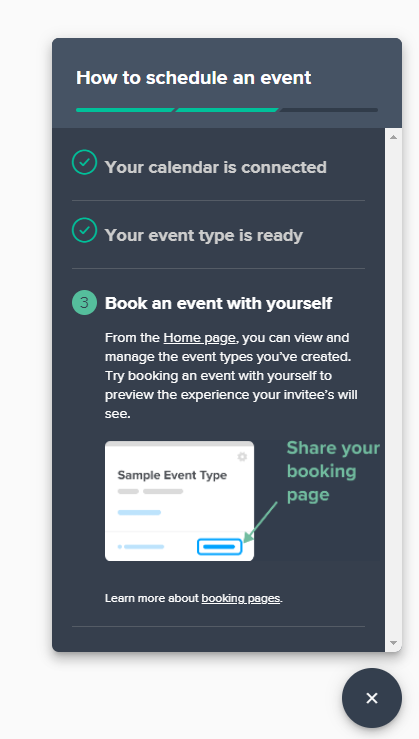 How to schedule an event
Your calendar is connected
Your event type is ready
3 Book an event with yourself
From the Home page, you can view and
manage the event types you've created.
Try booking an event with yourself to
preview the experience your invitee's will
see.
Sample Event Type
Share your
booking
page
Learn more about booking pages.